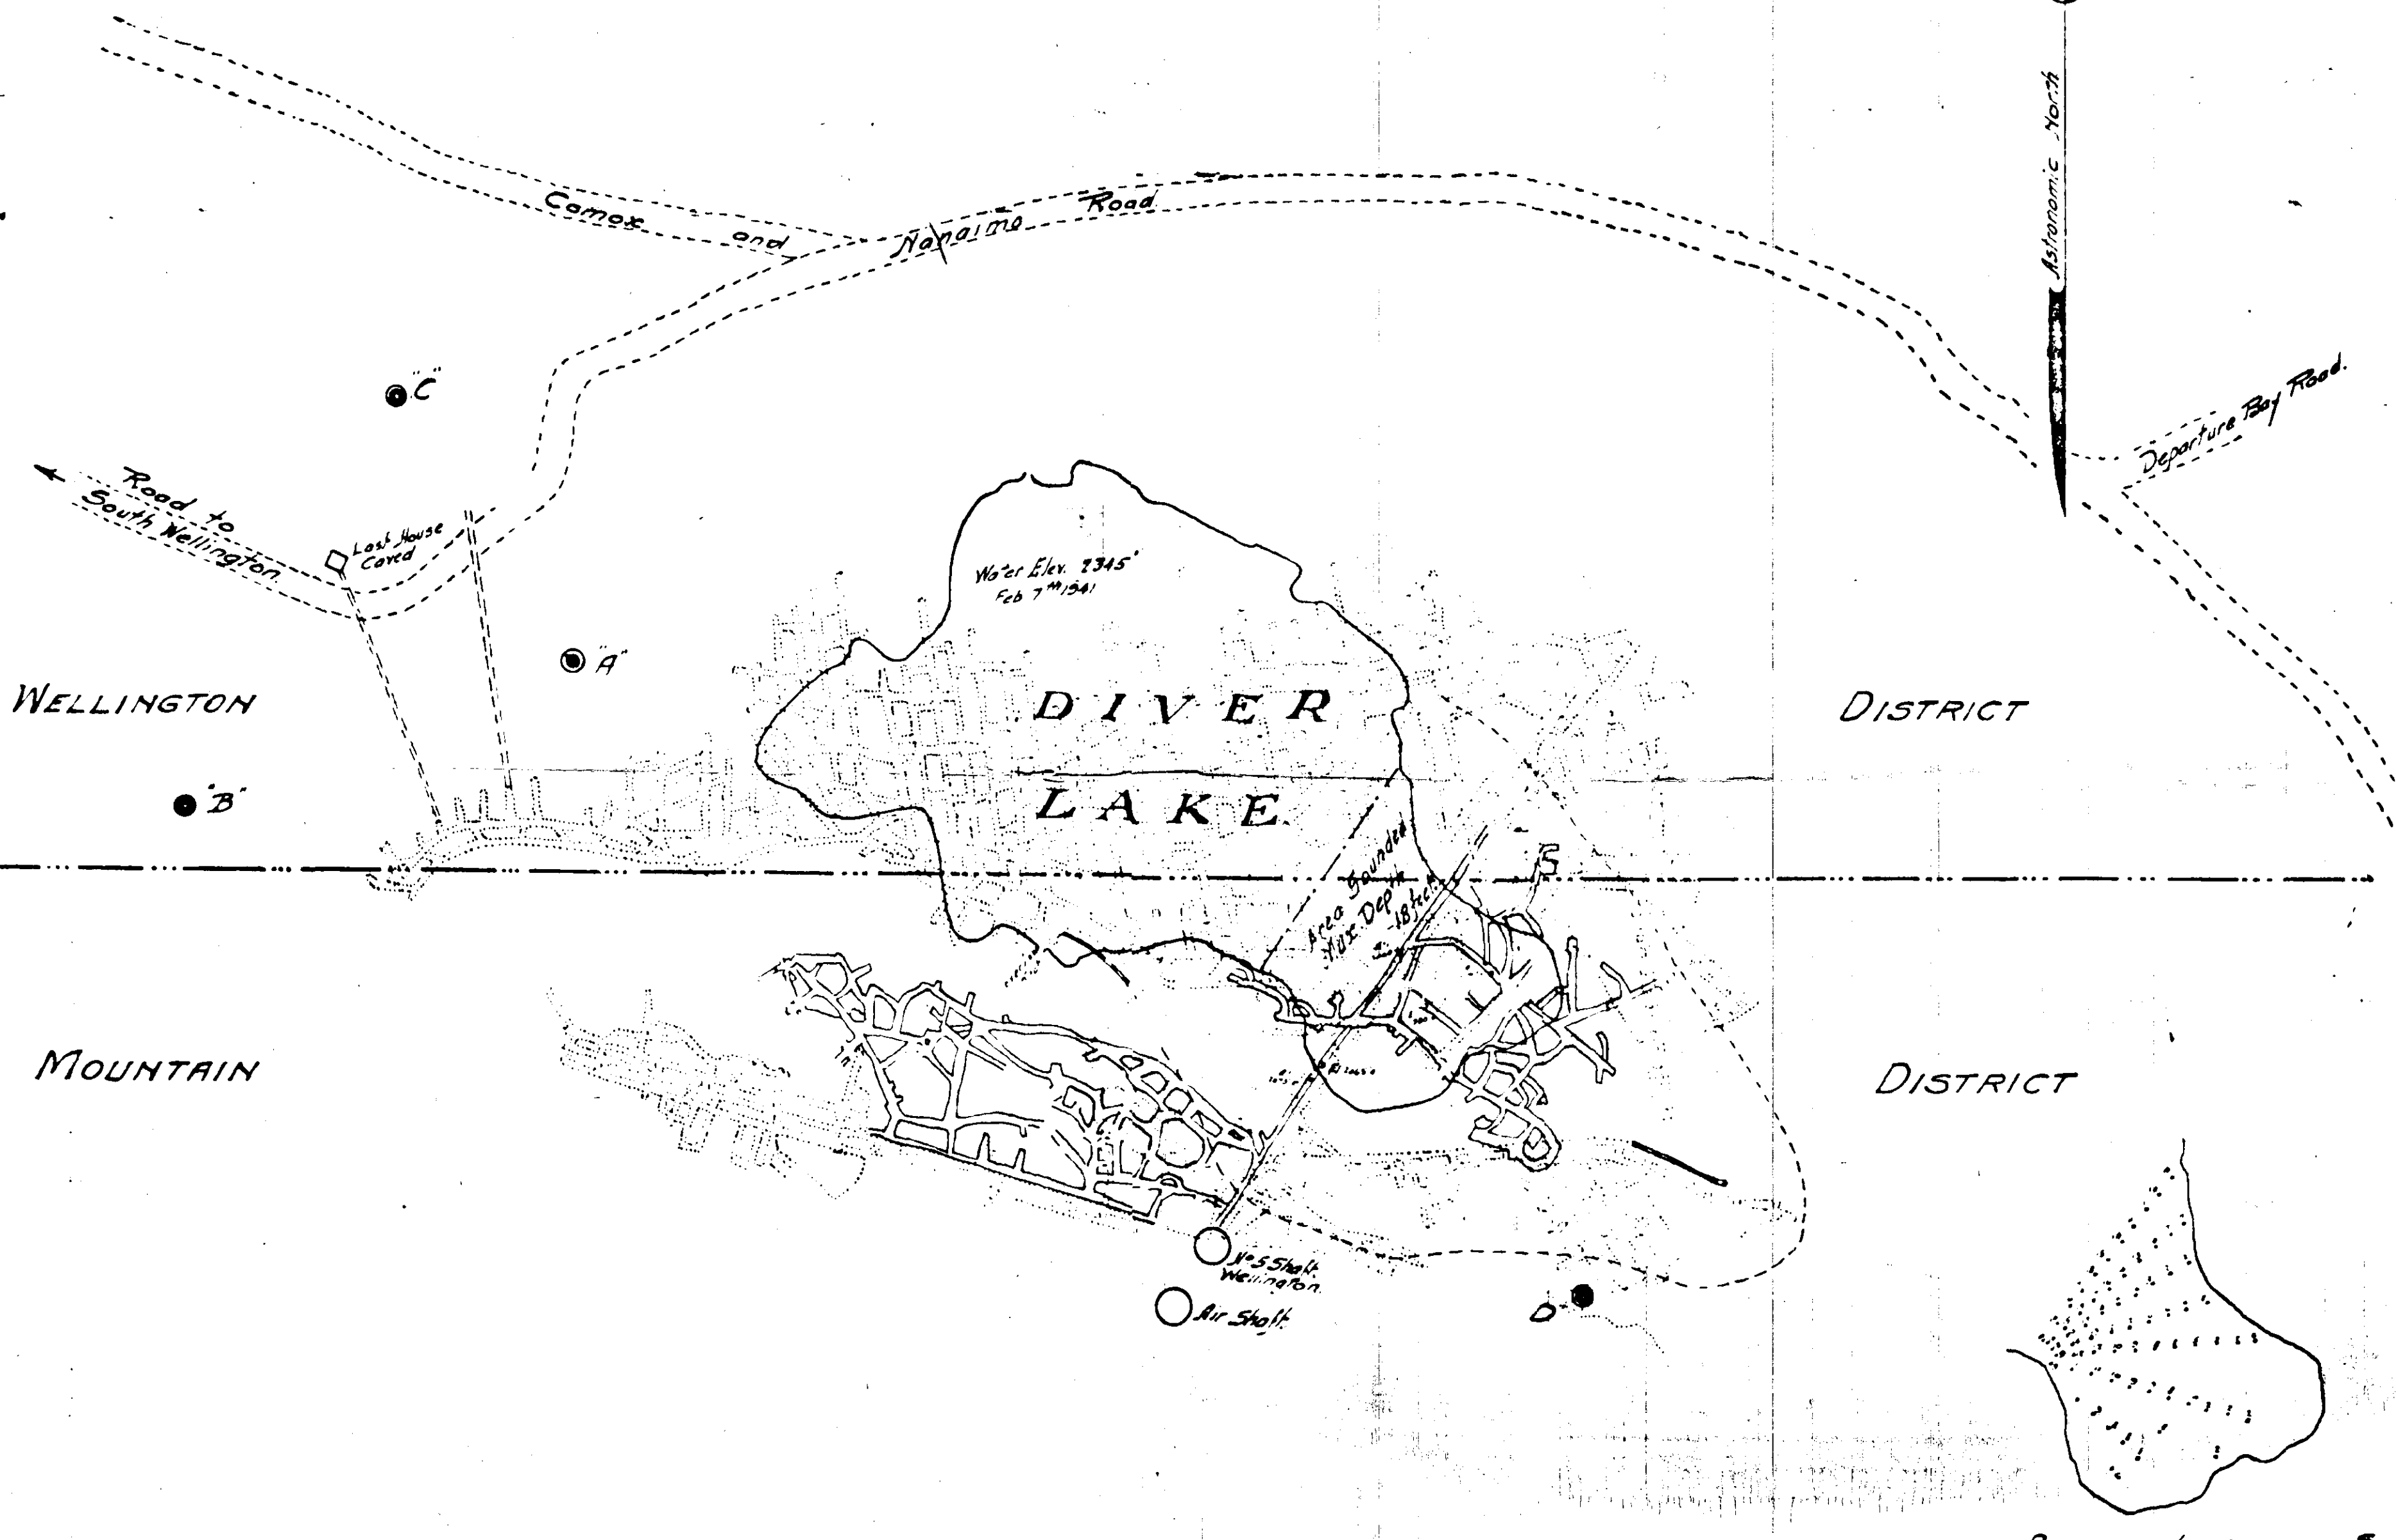 Astronomic North
Comox and Nanaimo Road
"C"
Departure Bay Road.
Road to
South Wellington
Last House
Caved
Water Elev. 2345'
Feb 7th 1941
"A"
WELLINGTON
DISTRICT
DIVER
LAKE.
"B"
Area Sounded
Max. Depth
18 feet
MOUNTAIN
DISTRICT
No 5 Shaft
Wellington.
Air Shaft.
D"